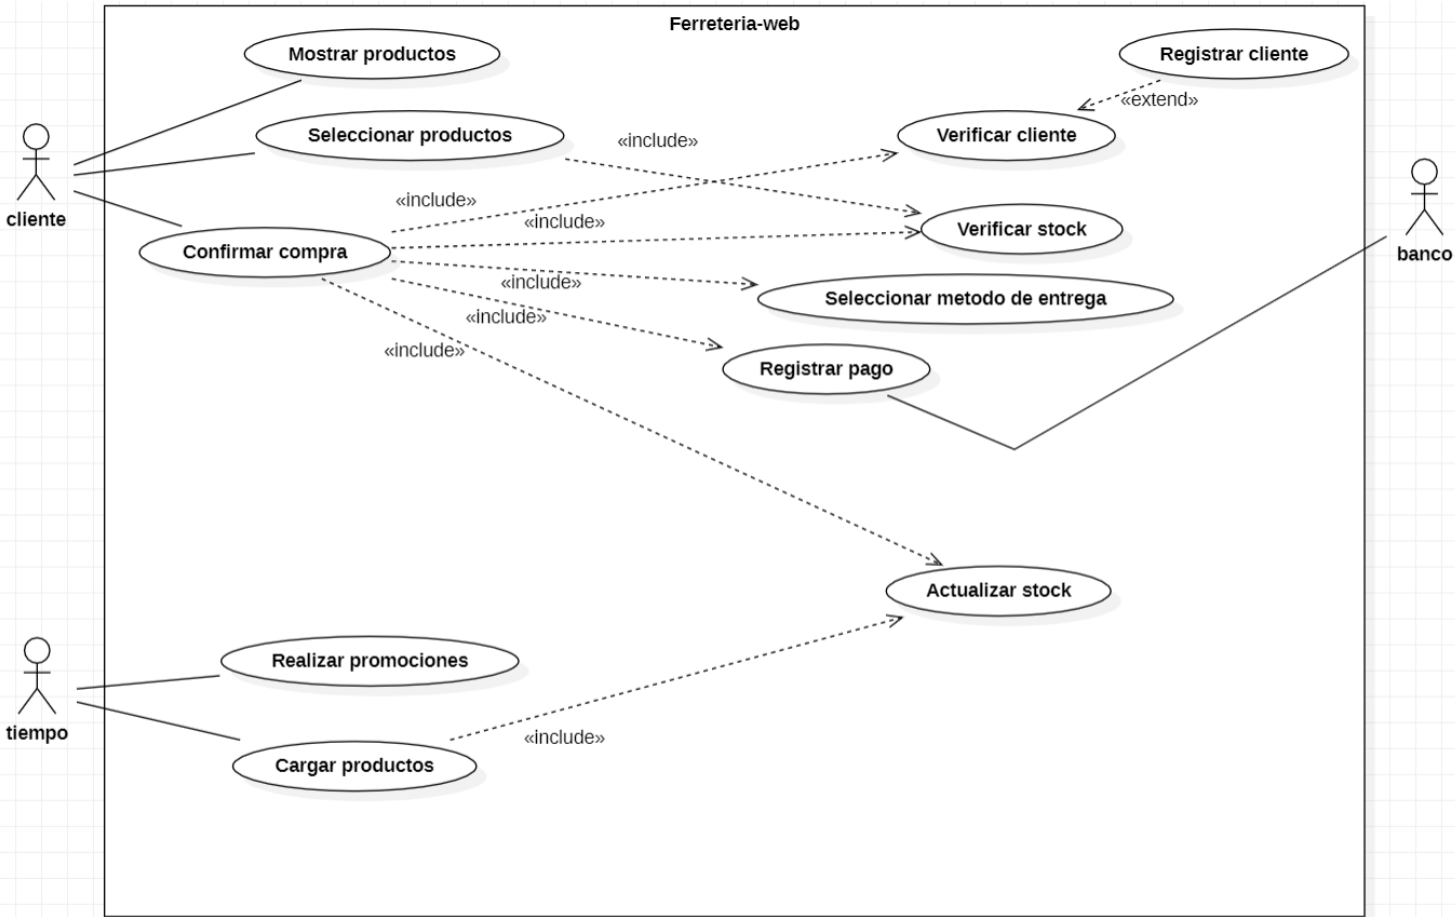 Ferreteria-web
Mostrar productos
Registrar cliente
«extend»
Seleccionar productos
«include»
Verificar cliente
cliente
«include»
«include»
Verificar stock
Confirmar compra
banco
«include»
Seleccionar metodo de entrega
«include»
«include»
Registrar pago
Actualizar stock
Realizar promociones
tiempo
«include»
Cargar productos